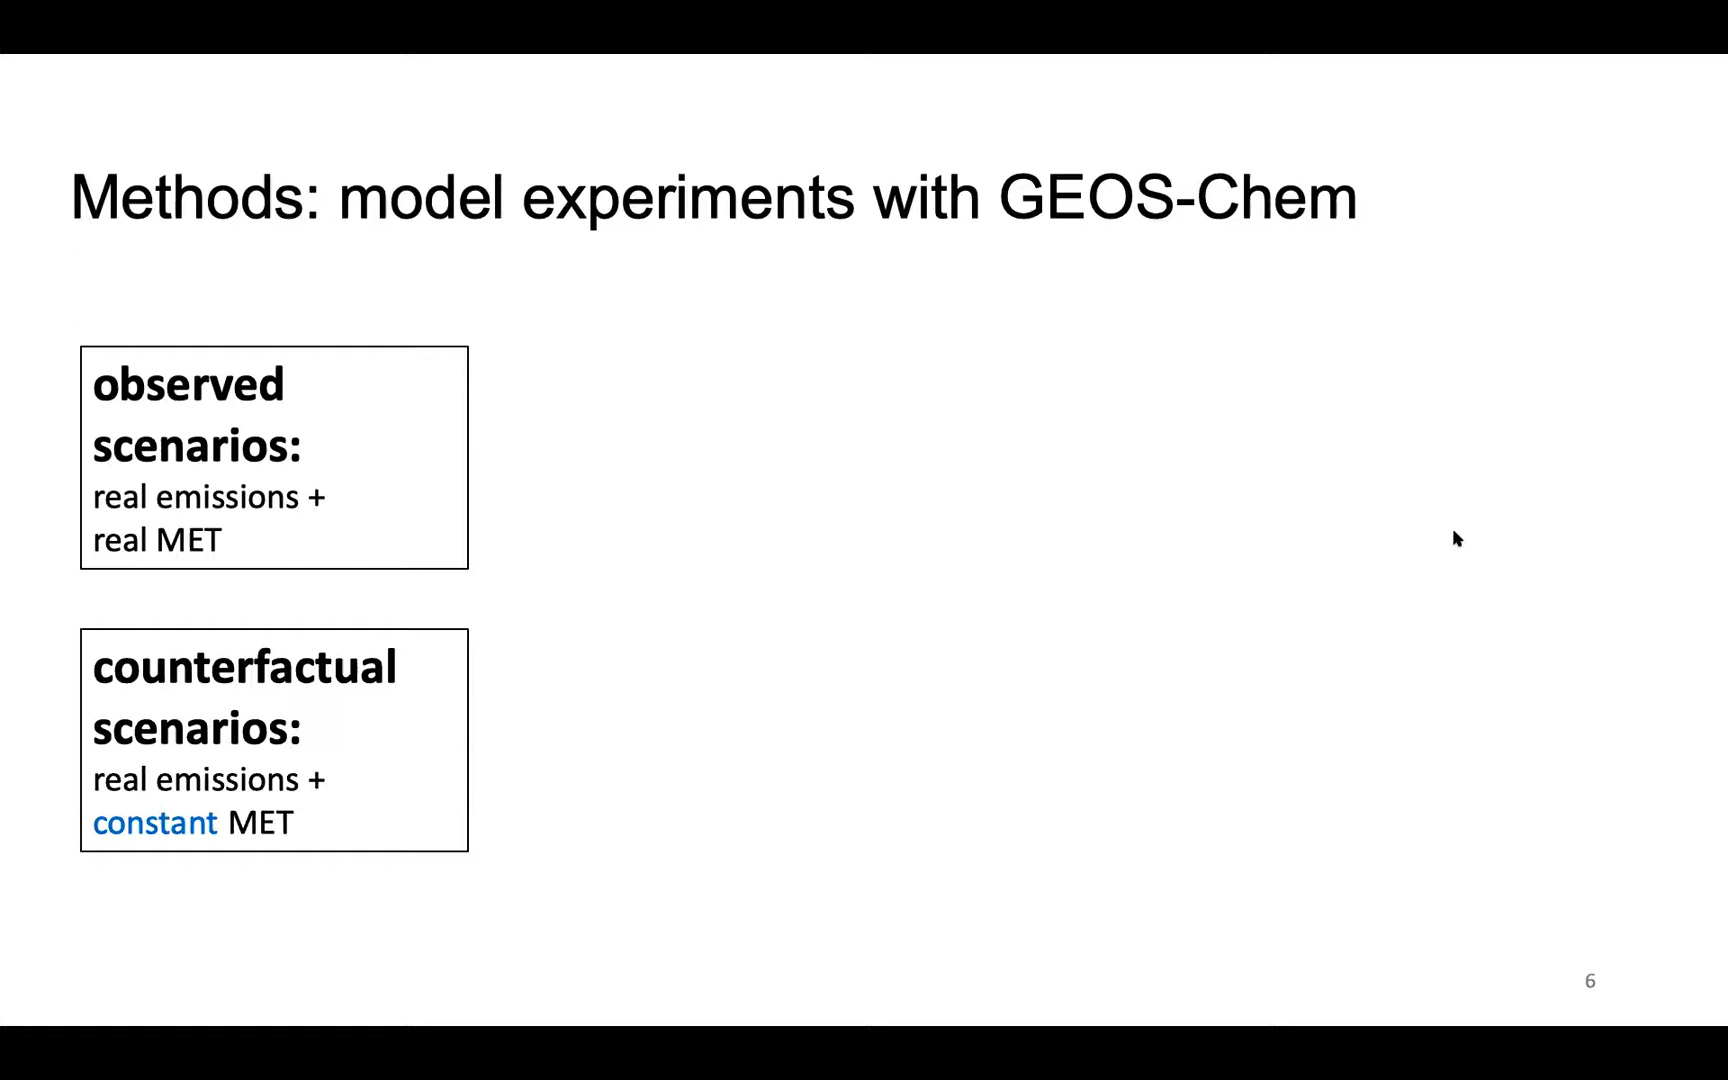 Methods: model experiments with GEOS-Chem
observed
scenarios:
real emissions +
real MET
counterfactual
scenarios:
real emissions +
constant MET
6